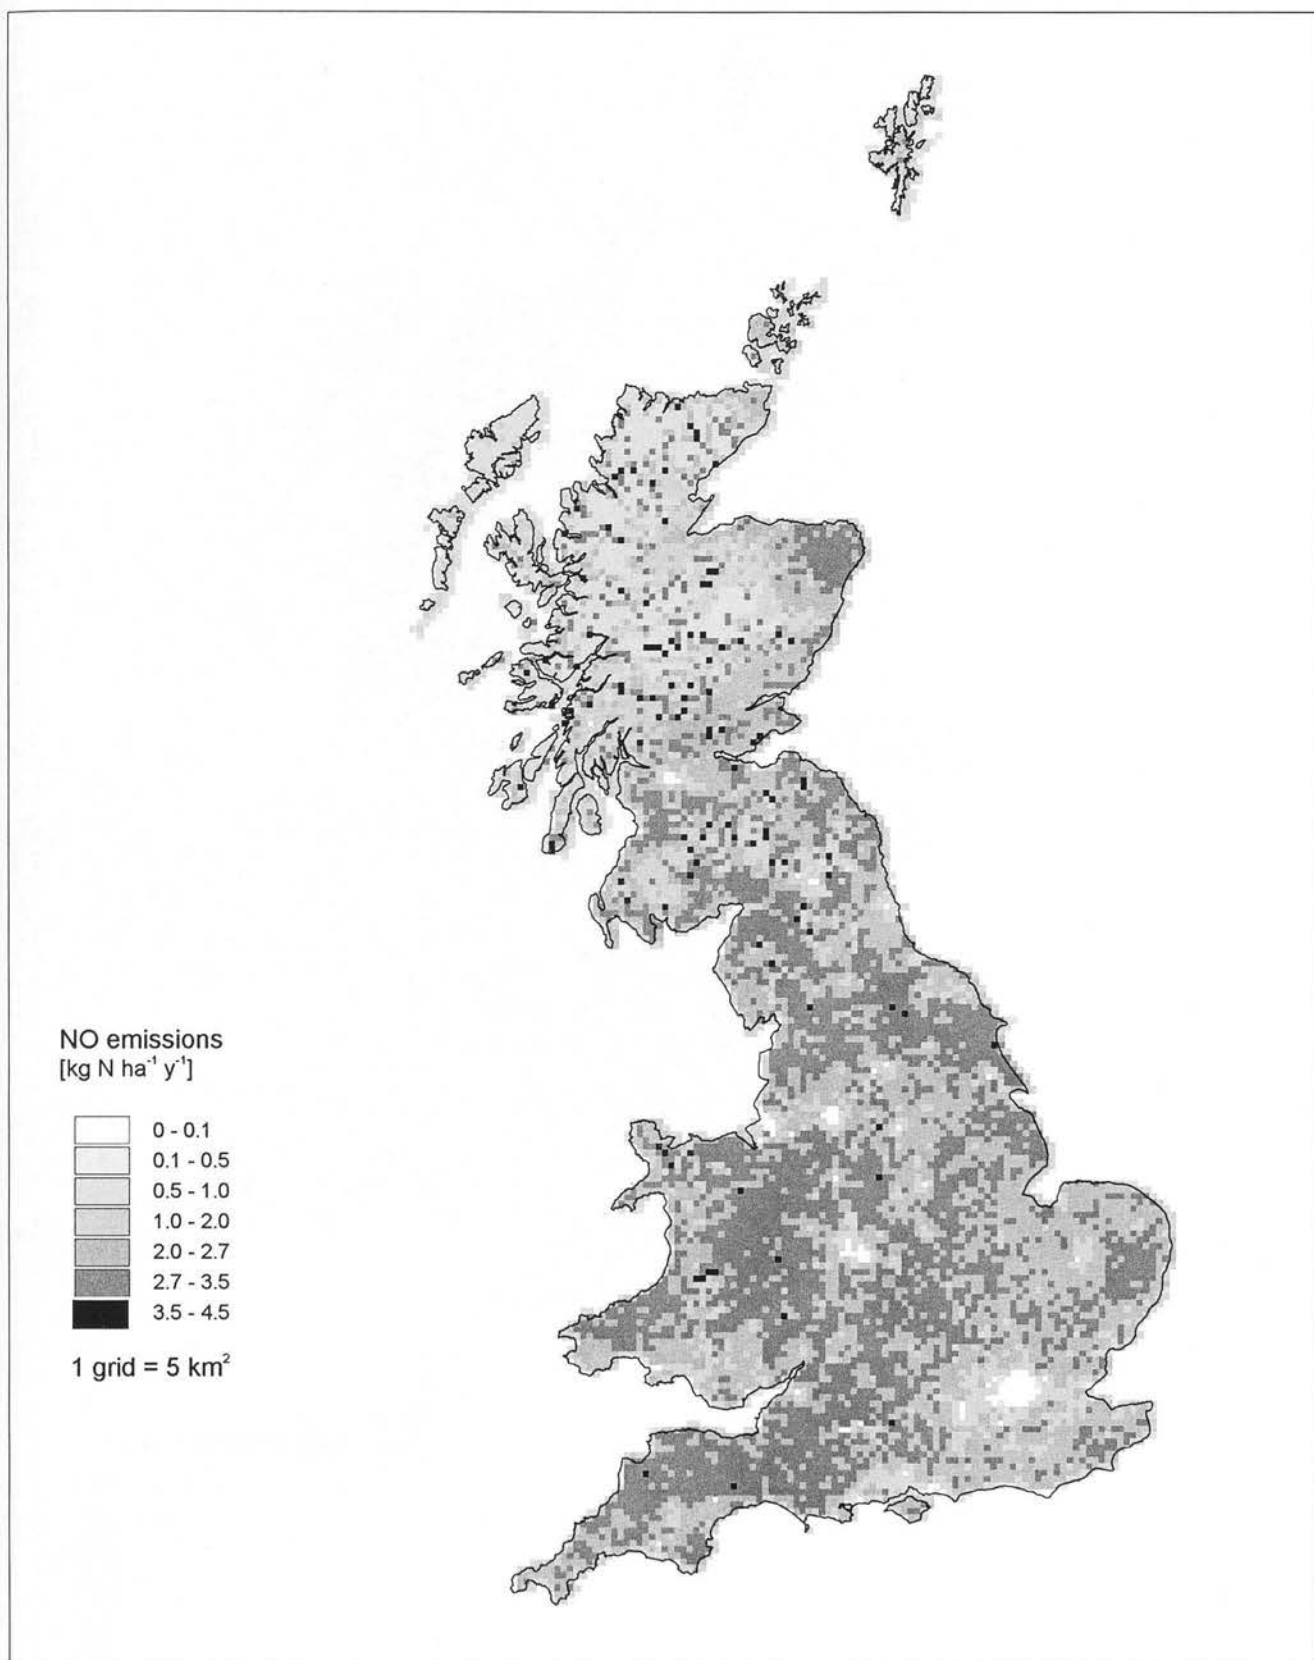 NO emissions
[kg N ha⁻¹ y⁻¹]
0 - 0.1
0.1 - 0.5
0.5 - 1.0
1.0 - 2.0
2.0 - 2.7
2.7 - 3.5
3.5 - 4.5
1 grid = 5 km²